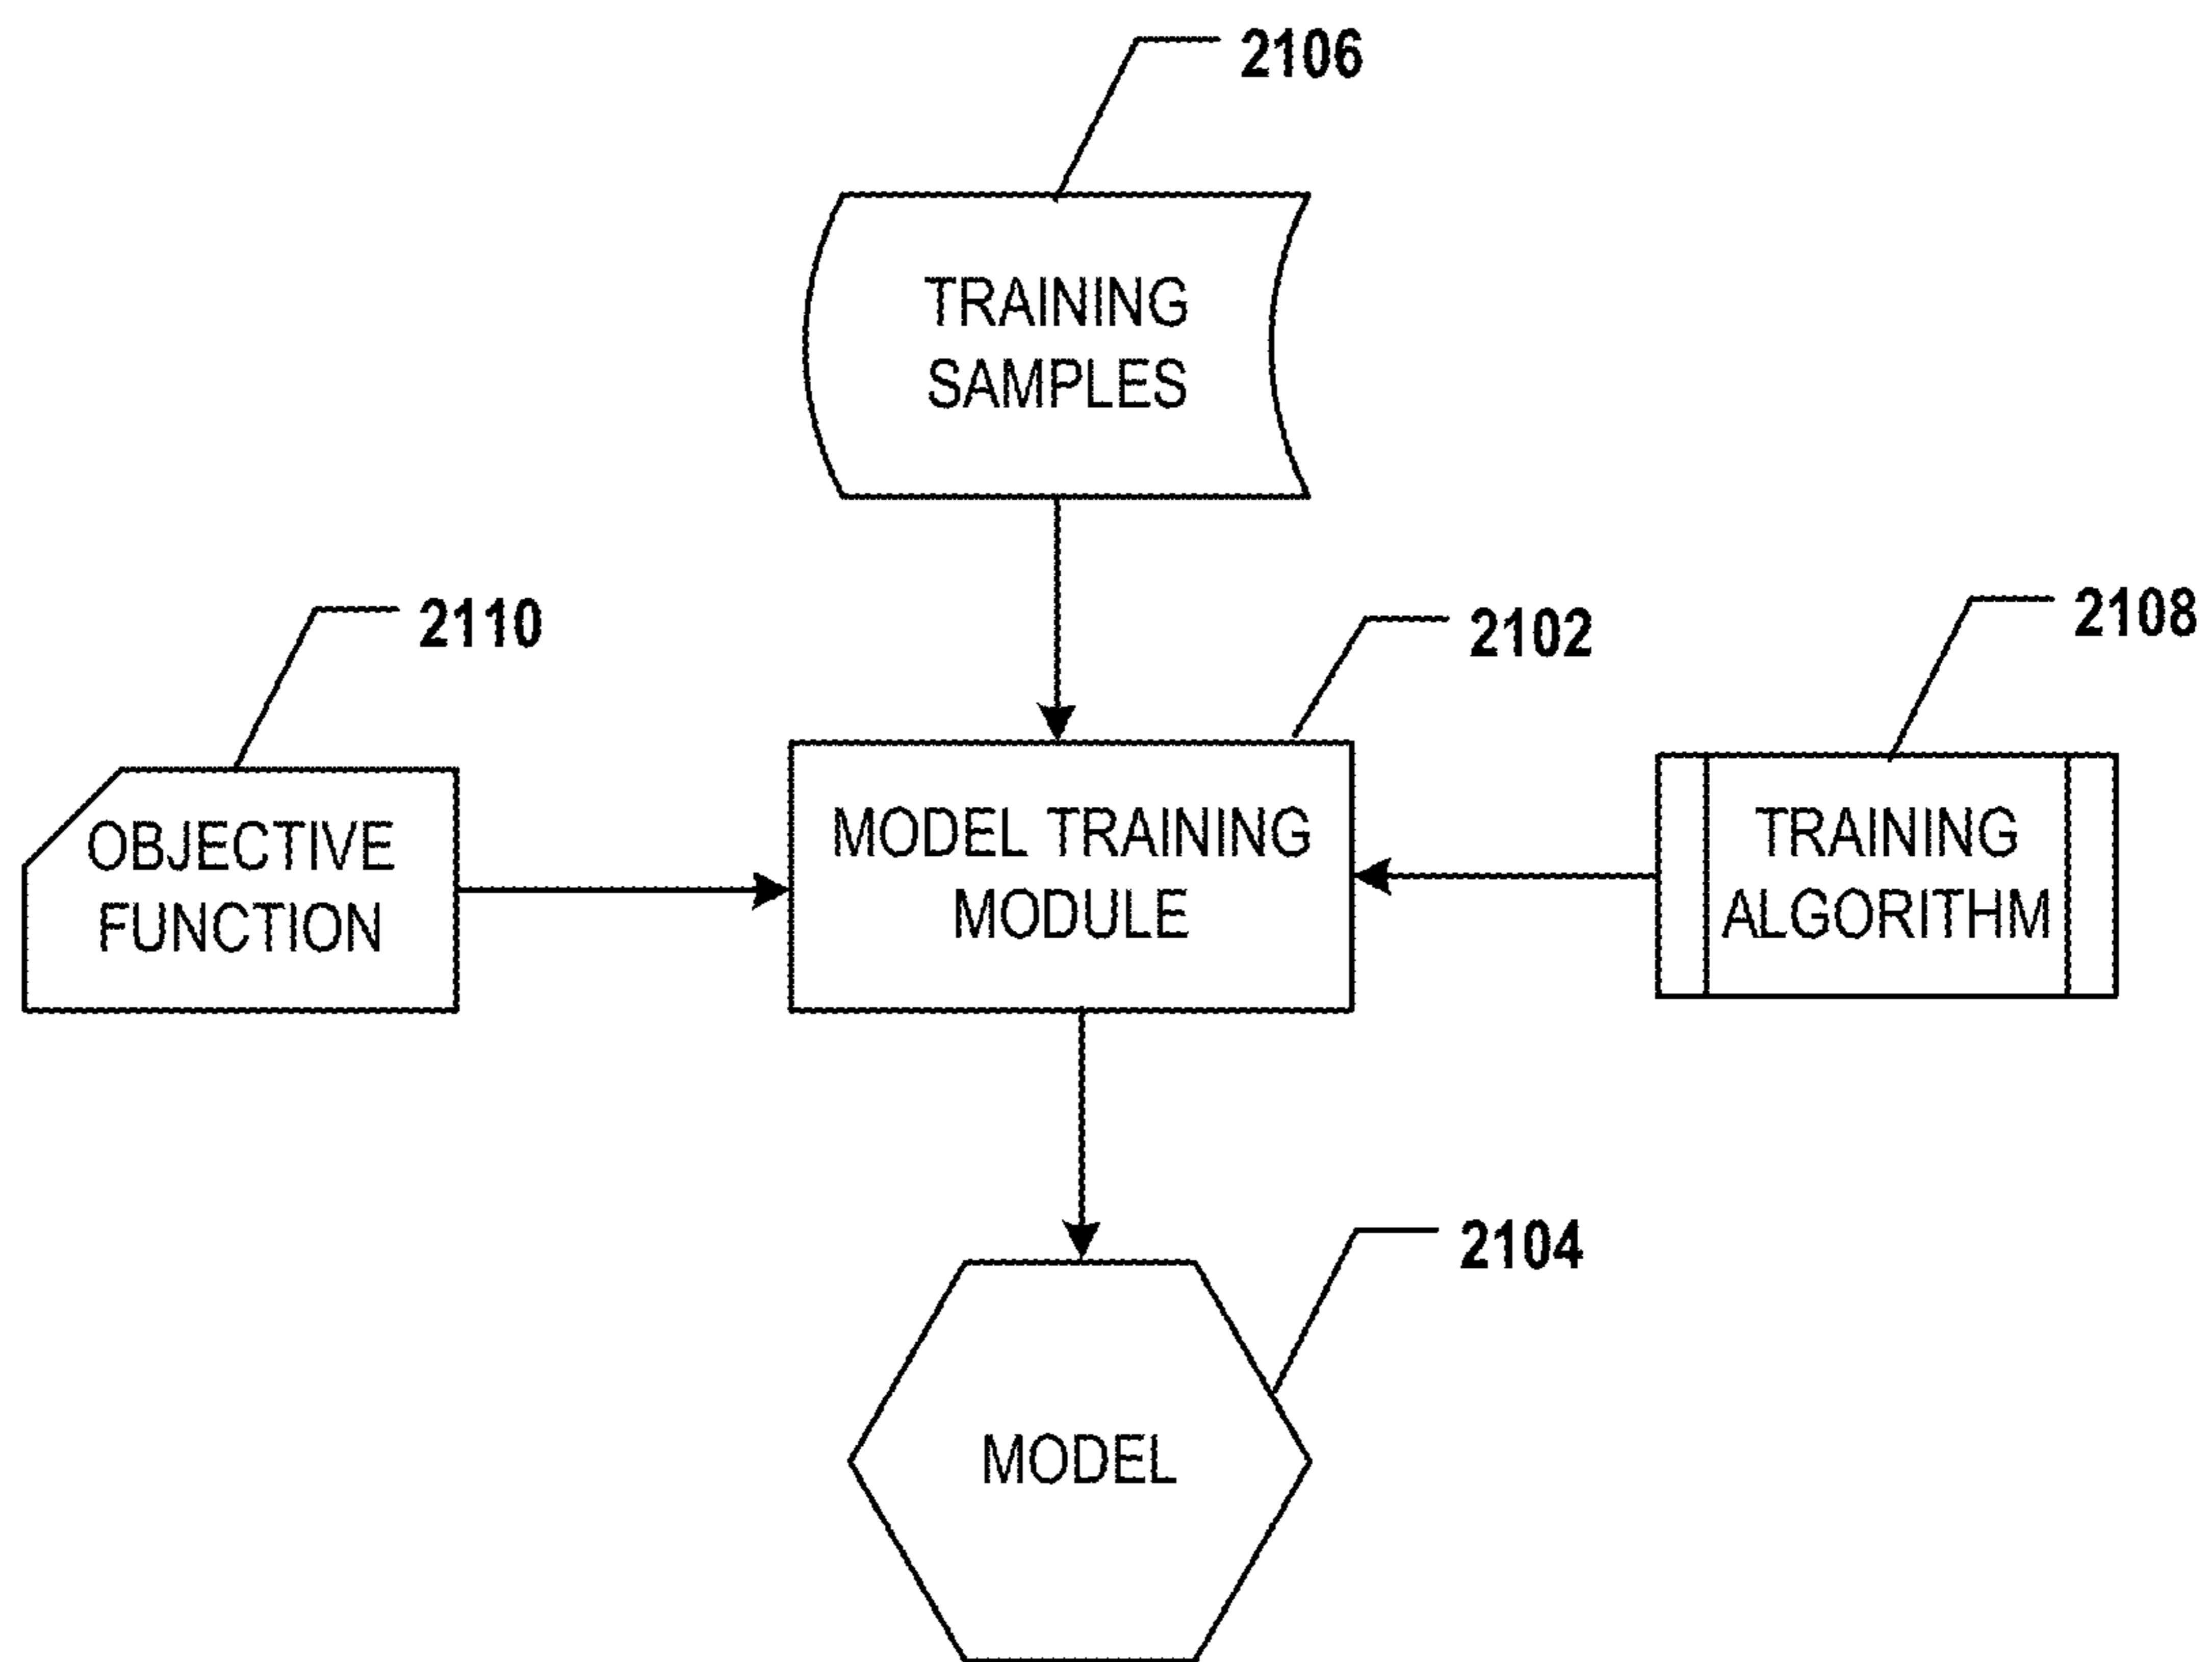 2106
TRAINING
SAMPLES
2110
2102
2108
OBJECTIVE
FUNCTION
MODEL TRAINING
MODULE
TRAINING
ALGORITHM
2104
MODEL